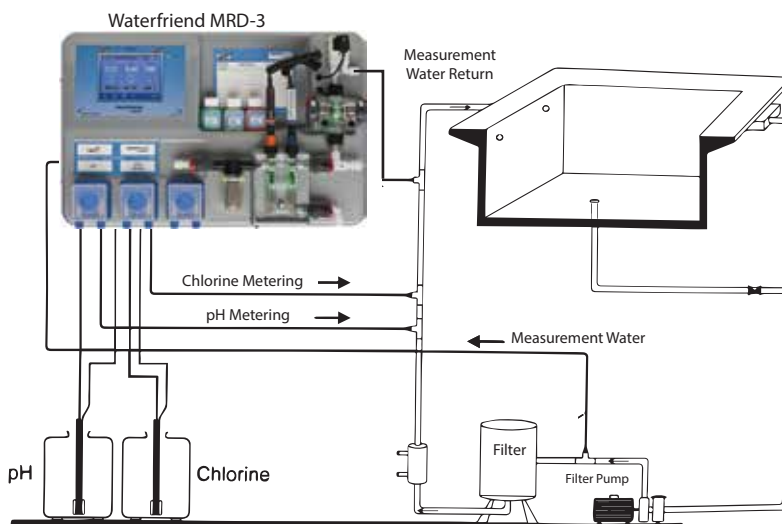 Waterfriend MRD-3
Measurement
Water Return
Chlorine Metering
pH Metering
Measurement Water
pH
Chlorine
Filter
Filter Pump